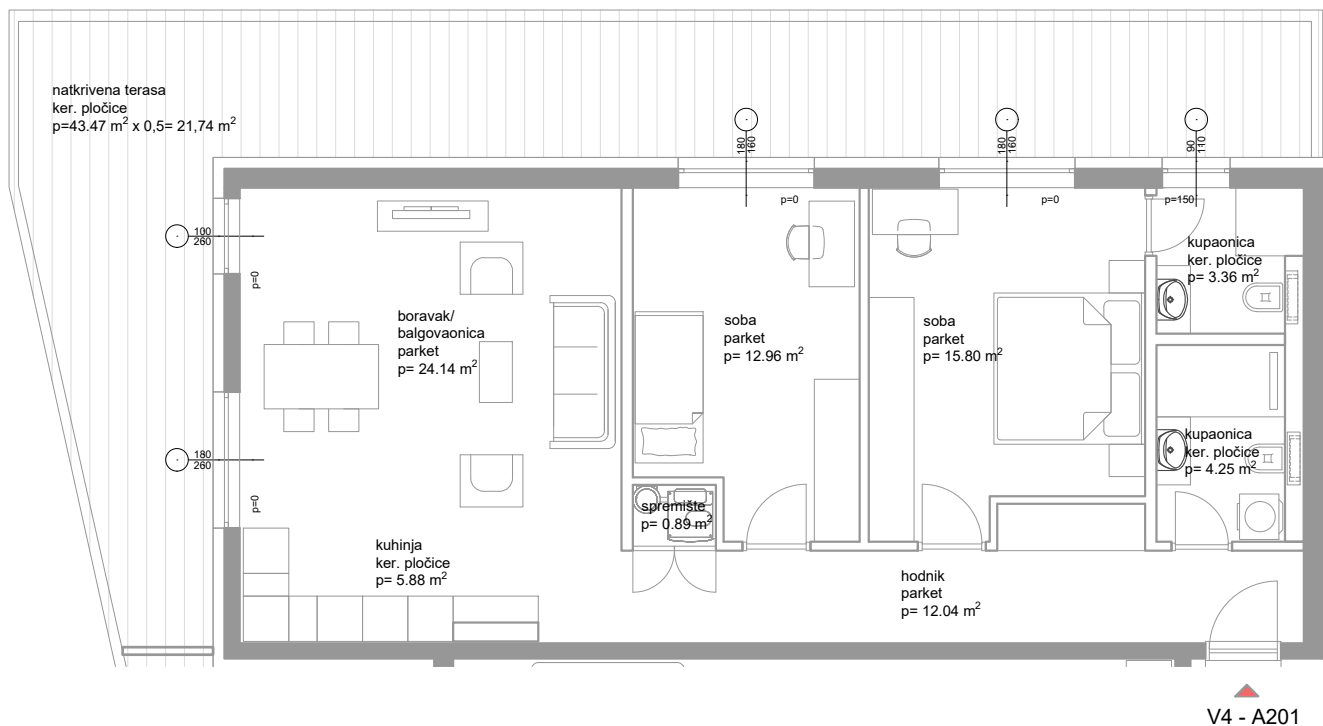 natkrivena terasa
ker. pločice
p=43.47 m² x 0,5= 21,74 m²
180
160
180
160
90
110
p=0
p=0
p=150
100
260
p=0
kupaonica
ker. pločice
p= 3.36 m²
boravak/
balgovaonica
parket
p= 24.14 m²
soba
parket
p= 12.96 m²
soba
parket
p= 15.80 m²
180
260
p=0
kupaonica
ker. pločice
p= 4.25 m²
spremište
p= 0.89 m²
kuhinja
ker. pločice
p= 5.88 m²
hodnik
parket
p= 12.04 m²
V4 - A201